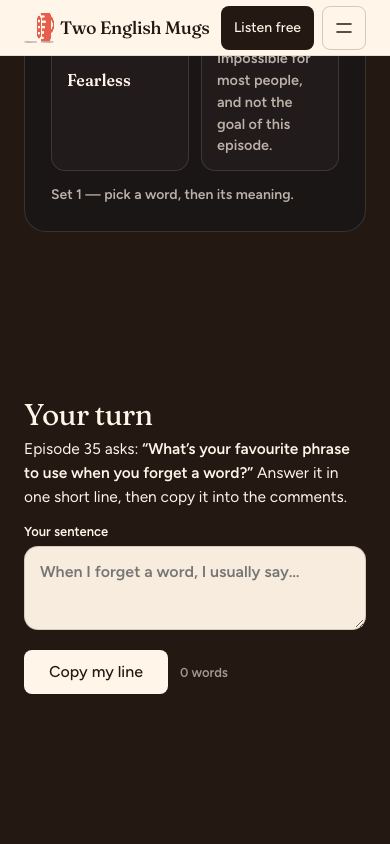 Two English Mugs
Listen free
Fearless
impossible for
most people,
and not the
goal of this
episode.
Set 1 — pick a word, then its meaning.
Your turn
Episode 35 asks: “What’s your favourite phrase
to use when you forget a word?” Answer it in
one short line, then copy it into the comments.
Your sentence
When I forget a word, I usually say...
Copy my line
0 words